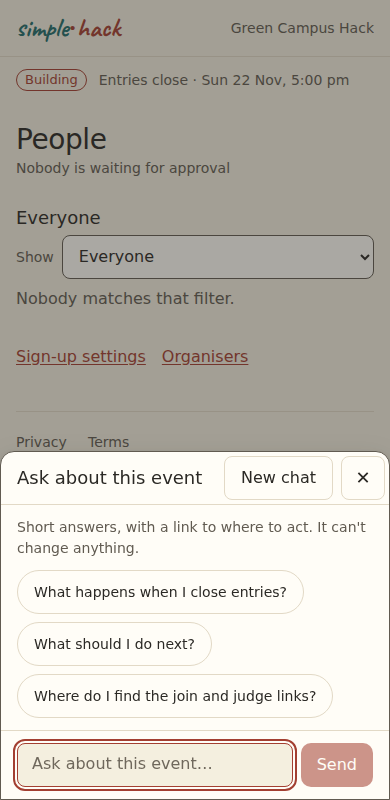 simple·hack
Green Campus Hack
Building
Entries close · Sun 22 Nov, 5:00 pm
People
Nobody is waiting for approval
Everyone
Show
Everyone
Nobody matches that filter.
Sign-up settings
Organisers
Privacy
Terms
Ask about this event
New chat
✕
Short answers, with a link to where to act. It can't
change anything.
What happens when I close entries?
What should I do next?
Where do I find the join and judge links?
Ask about this event…
Send